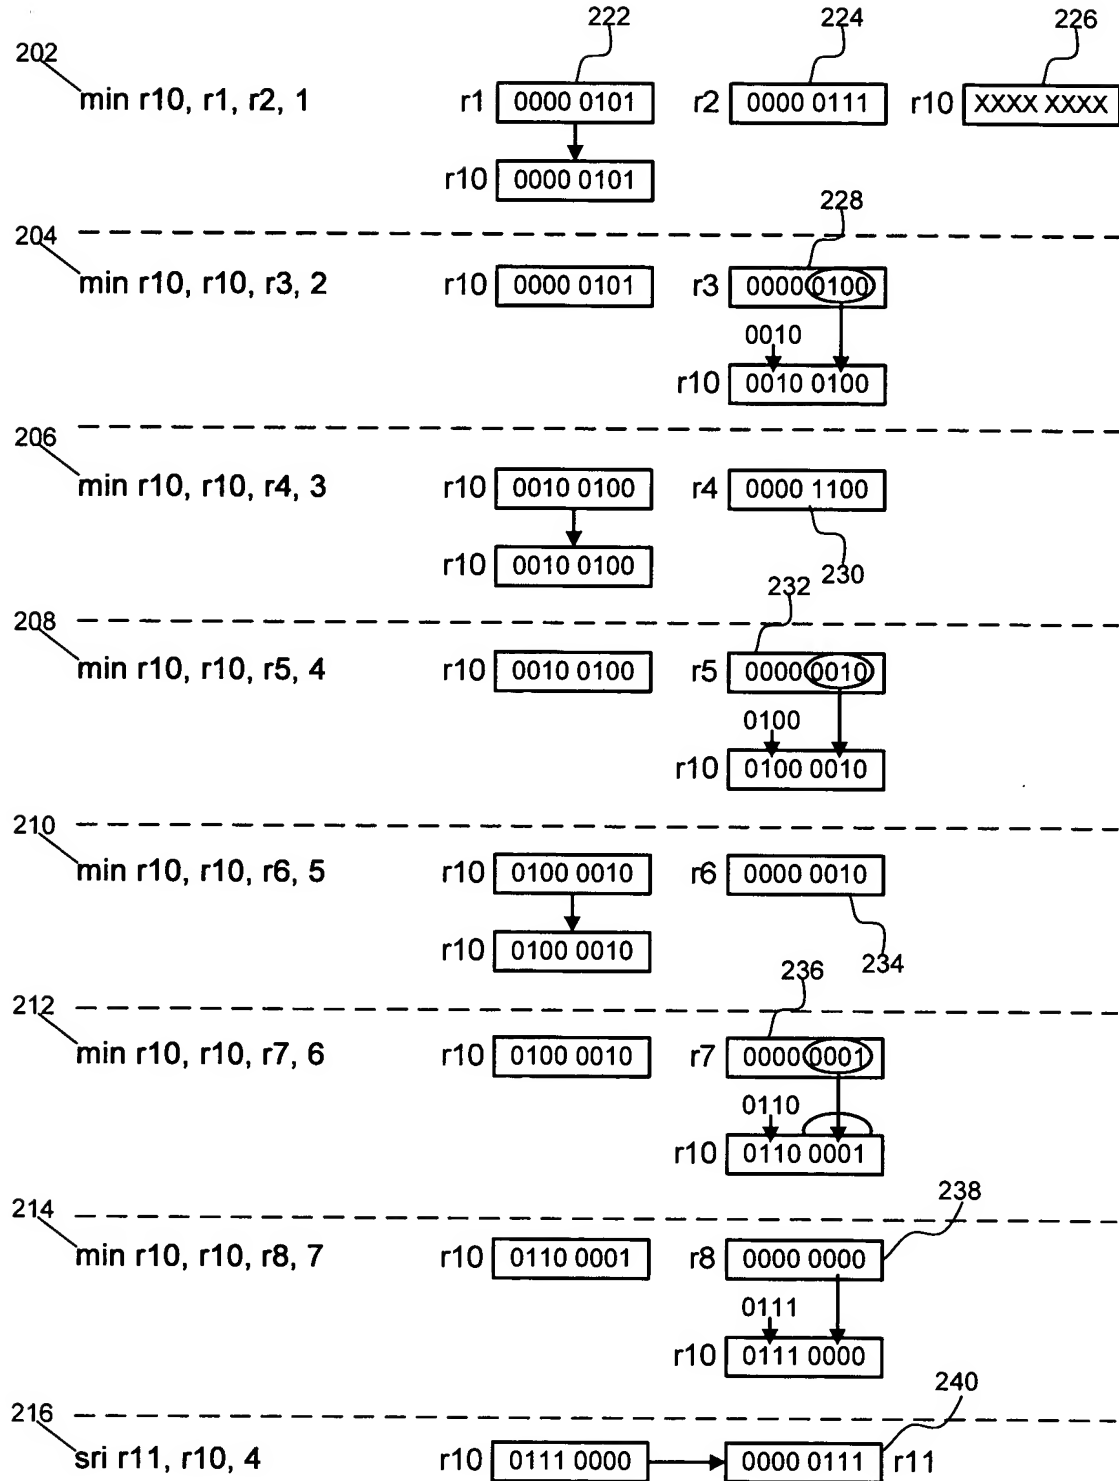 222 224 226
202
min r10, r1, r2, 1 r1 0000 0101 r2 0000 0111 r10 XXXX XXXX
r10 0000 0101
228
204
min r10, r10, r3, 2 r10 0000 0101 r3 0000 0100
0010
r10 0010 0100
206
min r10, r10, r4, 3 r10 0010 0100 r4 0000 1100
r10 0010 0100 230
232
208
min r10, r10, r5, 4 r10 0010 0100 r5 0000 0010
0100
r10 0100 0010
210
min r10, r10, r6, 5 r10 0100 0010 r6 0000 0010
r10 0100 0010
234
236
212
min r10, r10, r7, 6 r10 0100 0010 r7 0000 0001
0110
r10 0110 0001
238
214
min r10, r10, r8, 7 r10 0110 0001 r8 0000 0000
0111
r10 0111 0000
240
216
sri r11, r10, 4 r10 0111 0000 0000 0111 r11